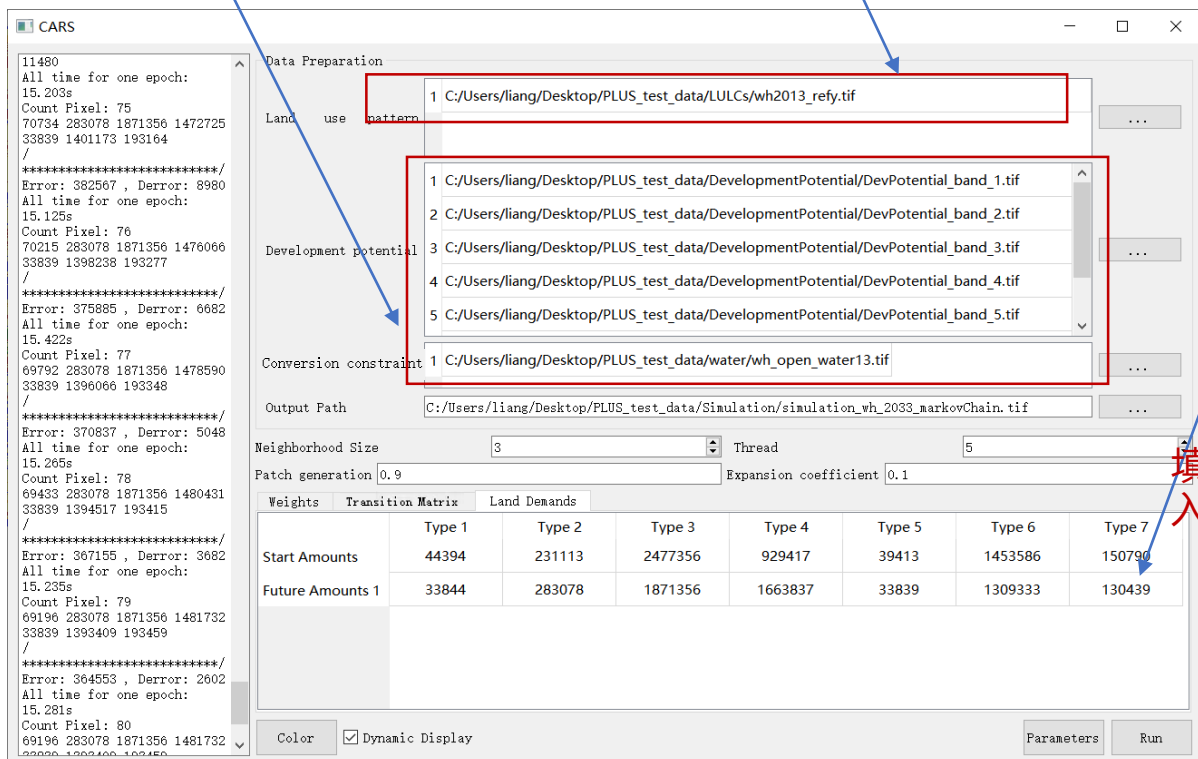 CARS
11480
All time for one epoch:
15.203s
Count Pixel: 75
70734 283078 1871356 1472725
33839 1401173 193164
/
***************************/
Error: 382567 , Derror: 8980
All time for one epoch:
15.125s
Count Pixel: 76
70215 283078 1871356 1476066
33839 1398238 193277
/
***************************/
Error: 375885 , Derror: 6682
All time for one epoch:
15.422s
Count Pixel: 77
69792 283078 1871356 1478590
33839 1396066 193348
/
***************************/
Error: 370837 , Derror: 5048
All time for one epoch:
15.265s
Count Pixel: 78
69433 283078 1871356 1480431
33839 1394517 193415
/
***************************/
Error: 367155 , Derror: 3682
All time for one epoch:
15.235s
Count Pixel: 79
69196 283078 1871356 1481732
33839 1393409 193459
/
***************************/
Error: 364553 , Derror: 2602
All time for one epoch:
15.281s
Count Pixel: 80
69196 283078 1871356 1481732
33839 1393409 193459
Data Preparation
Land use pattern
1 C:/Users/liang/Desktop/PLUS_test_data/LULCs/wh2013_refy.tif
...
Development potential
1 C:/Users/liang/Desktop/PLUS_test_data/DevelopmentPotential/DevPotential_band_1.tif
2 C:/Users/liang/Desktop/PLUS_test_data/DevelopmentPotential/DevPotential_band_2.tif
3 C:/Users/liang/Desktop/PLUS_test_data/DevelopmentPotential/DevPotential_band_3.tif
4 C:/Users/liang/Desktop/PLUS_test_data/DevelopmentPotential/DevPotential_band_4.tif
5 C:/Users/liang/Desktop/PLUS_test_data/DevelopmentPotential/DevPotential_band_5.tif
...
Conversion constraint 1 C:/Users/liang/Desktop/PLUS_test_data/water/wh_open_water13.tif ...
Output Path C:/Users/liang/Desktop/PLUS_test_data/Simulation/simulation_wh_2033_markovChain.tif ...
Neighborhood Size 3 Thread 5
Patch generation 0.9 Expansion coefficient 0.1
填
入
Weights Transition Matrix Land Demands
Type 1 Type 2 Type 3 Type 4 Type 5 Type 6 Type 7
Start Amounts 44394 231113 2477356 929417 39413 1453586 150790
Future Amounts 1 33844 283078 1871356 1663837 33839 1309333 130439
Color Dynamic Display Parameters Run